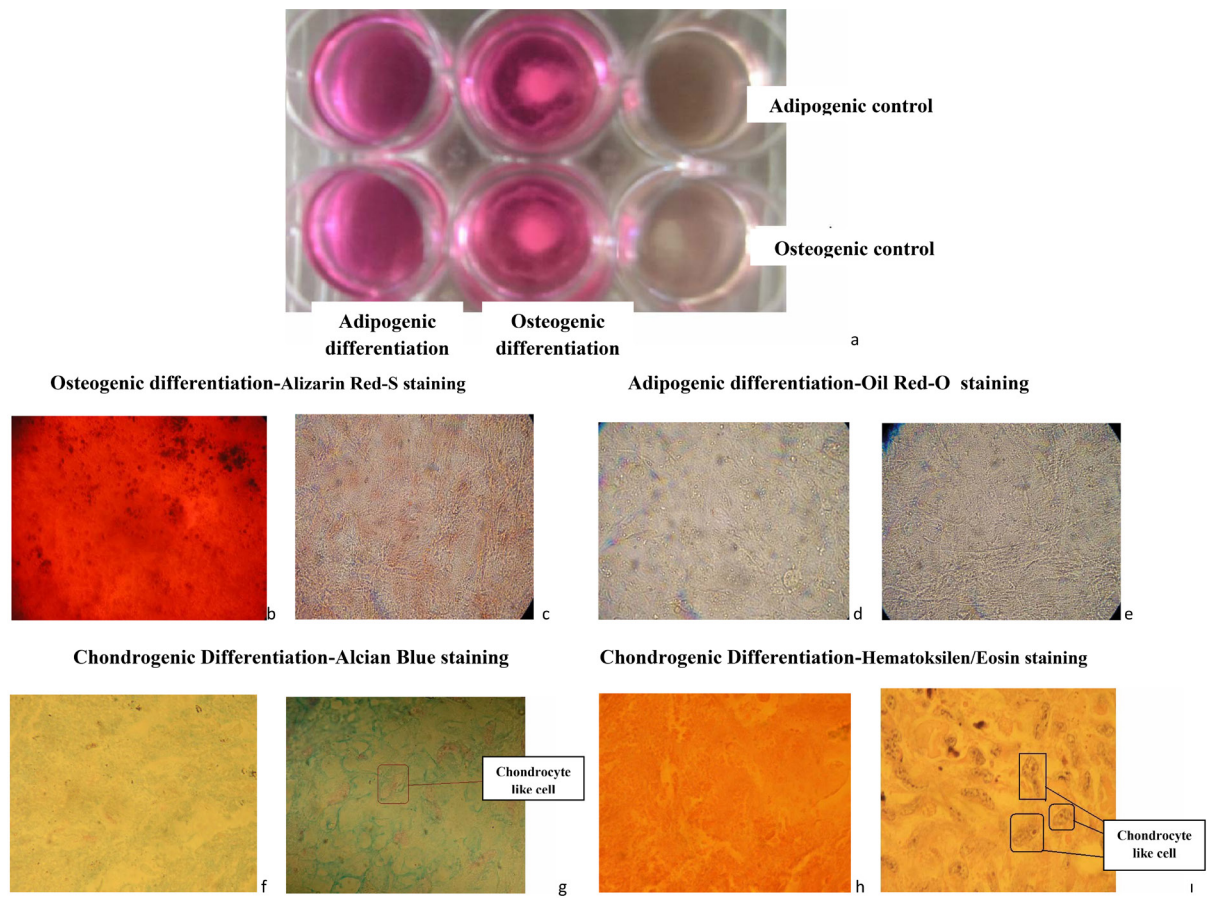 Adipogenic control
Osteogenic control
Adipogenic
differentiation
Osteogenic
differentiation
a
Osteogenic differentiation-Alizarin Red-S staining
Adipogenic differentiation-Oil Red-O staining
b
c
d
e
Chondrogenic Differentiation-Alcian Blue staining
Chondrogenic Differentiation-Hematoksilen/Eosin staining
Chondrocyte
like cell
Chondrocyte
like cell
f
g
h
ı